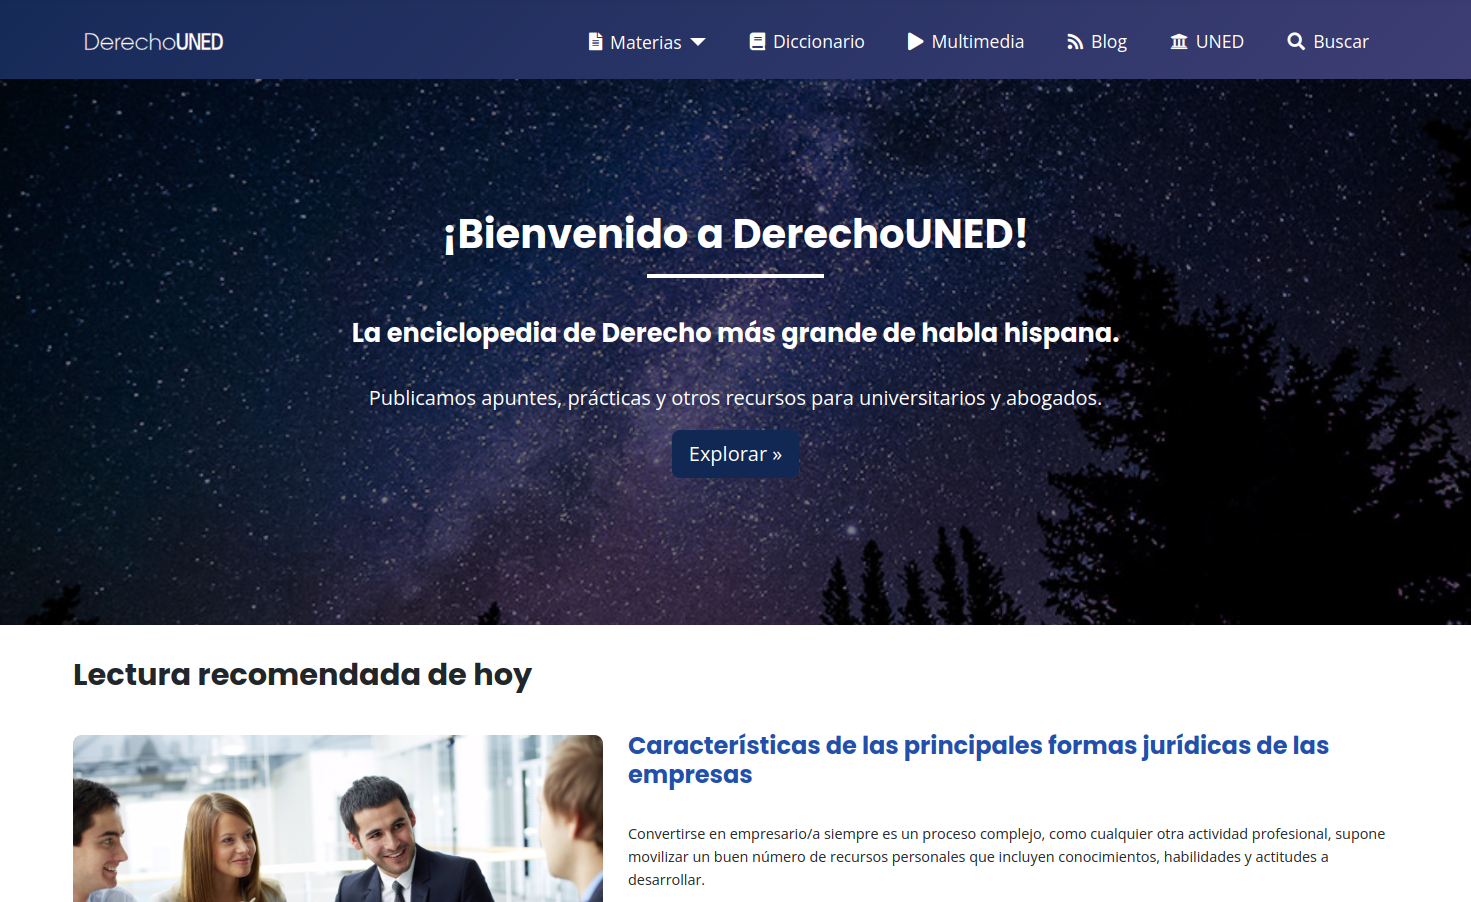 DerechoUNED
Materias
Diccionario
Multimedia
Blog
UNED
Buscar
¡Bienvenido a DerechoUNED!
La enciclopedia de Derecho más grande de habla hispana.
Publicamos apuntes, prácticas y otros recursos para universitarios y abogados.
Explorar »
Lectura recomendada de hoy
Características de las principales formas jurídicas de las
empresas
Convertirse en empresario/a siempre es un proceso complejo, como cualquier otra actividad profesional, supone
movilizar un buen número de recursos personales que incluyen conocimientos, habilidades y actitudes a
desarrollar.